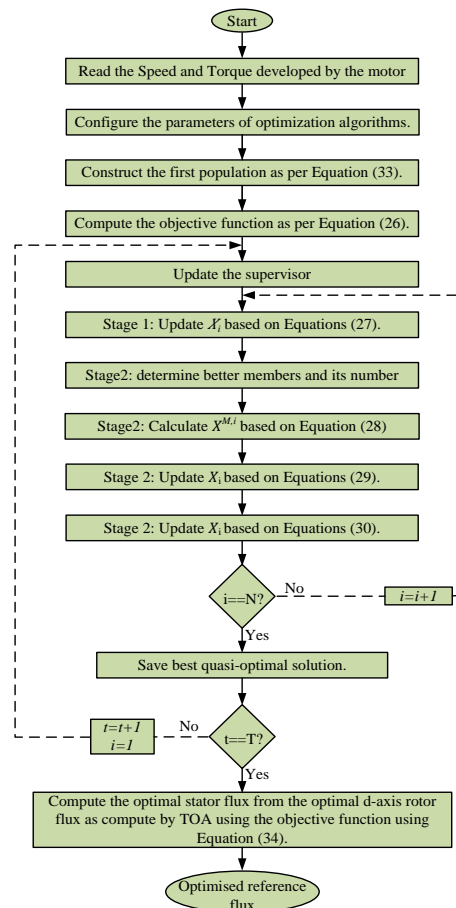 Start
Read the Speed and Torque developed by the motor
Configure the parameters of optimization algorithms.
Construct the first population as per Equation (33).
Compute the objective function as per Equation (26).
Update the supervisor
Stage 1: Update X_i based on Equations (27).
Stage2: determine better members and its number
Stage2: Calculate X^{M,i} based on Equation (28)
Stage 2: Update X_i based on Equations (29).
Stage 2: Update X_i based on Equations (30).
i==N?
No
i=i+1
Yes
Save best quasi-optimal solution.
t=t+1
i=1
No
t==T?
Yes
Compute the optimal stator flux from the optimal d-axis rotor
flux as compute by TOA using the objective function using
Equation (34).
Optimised reference
flux